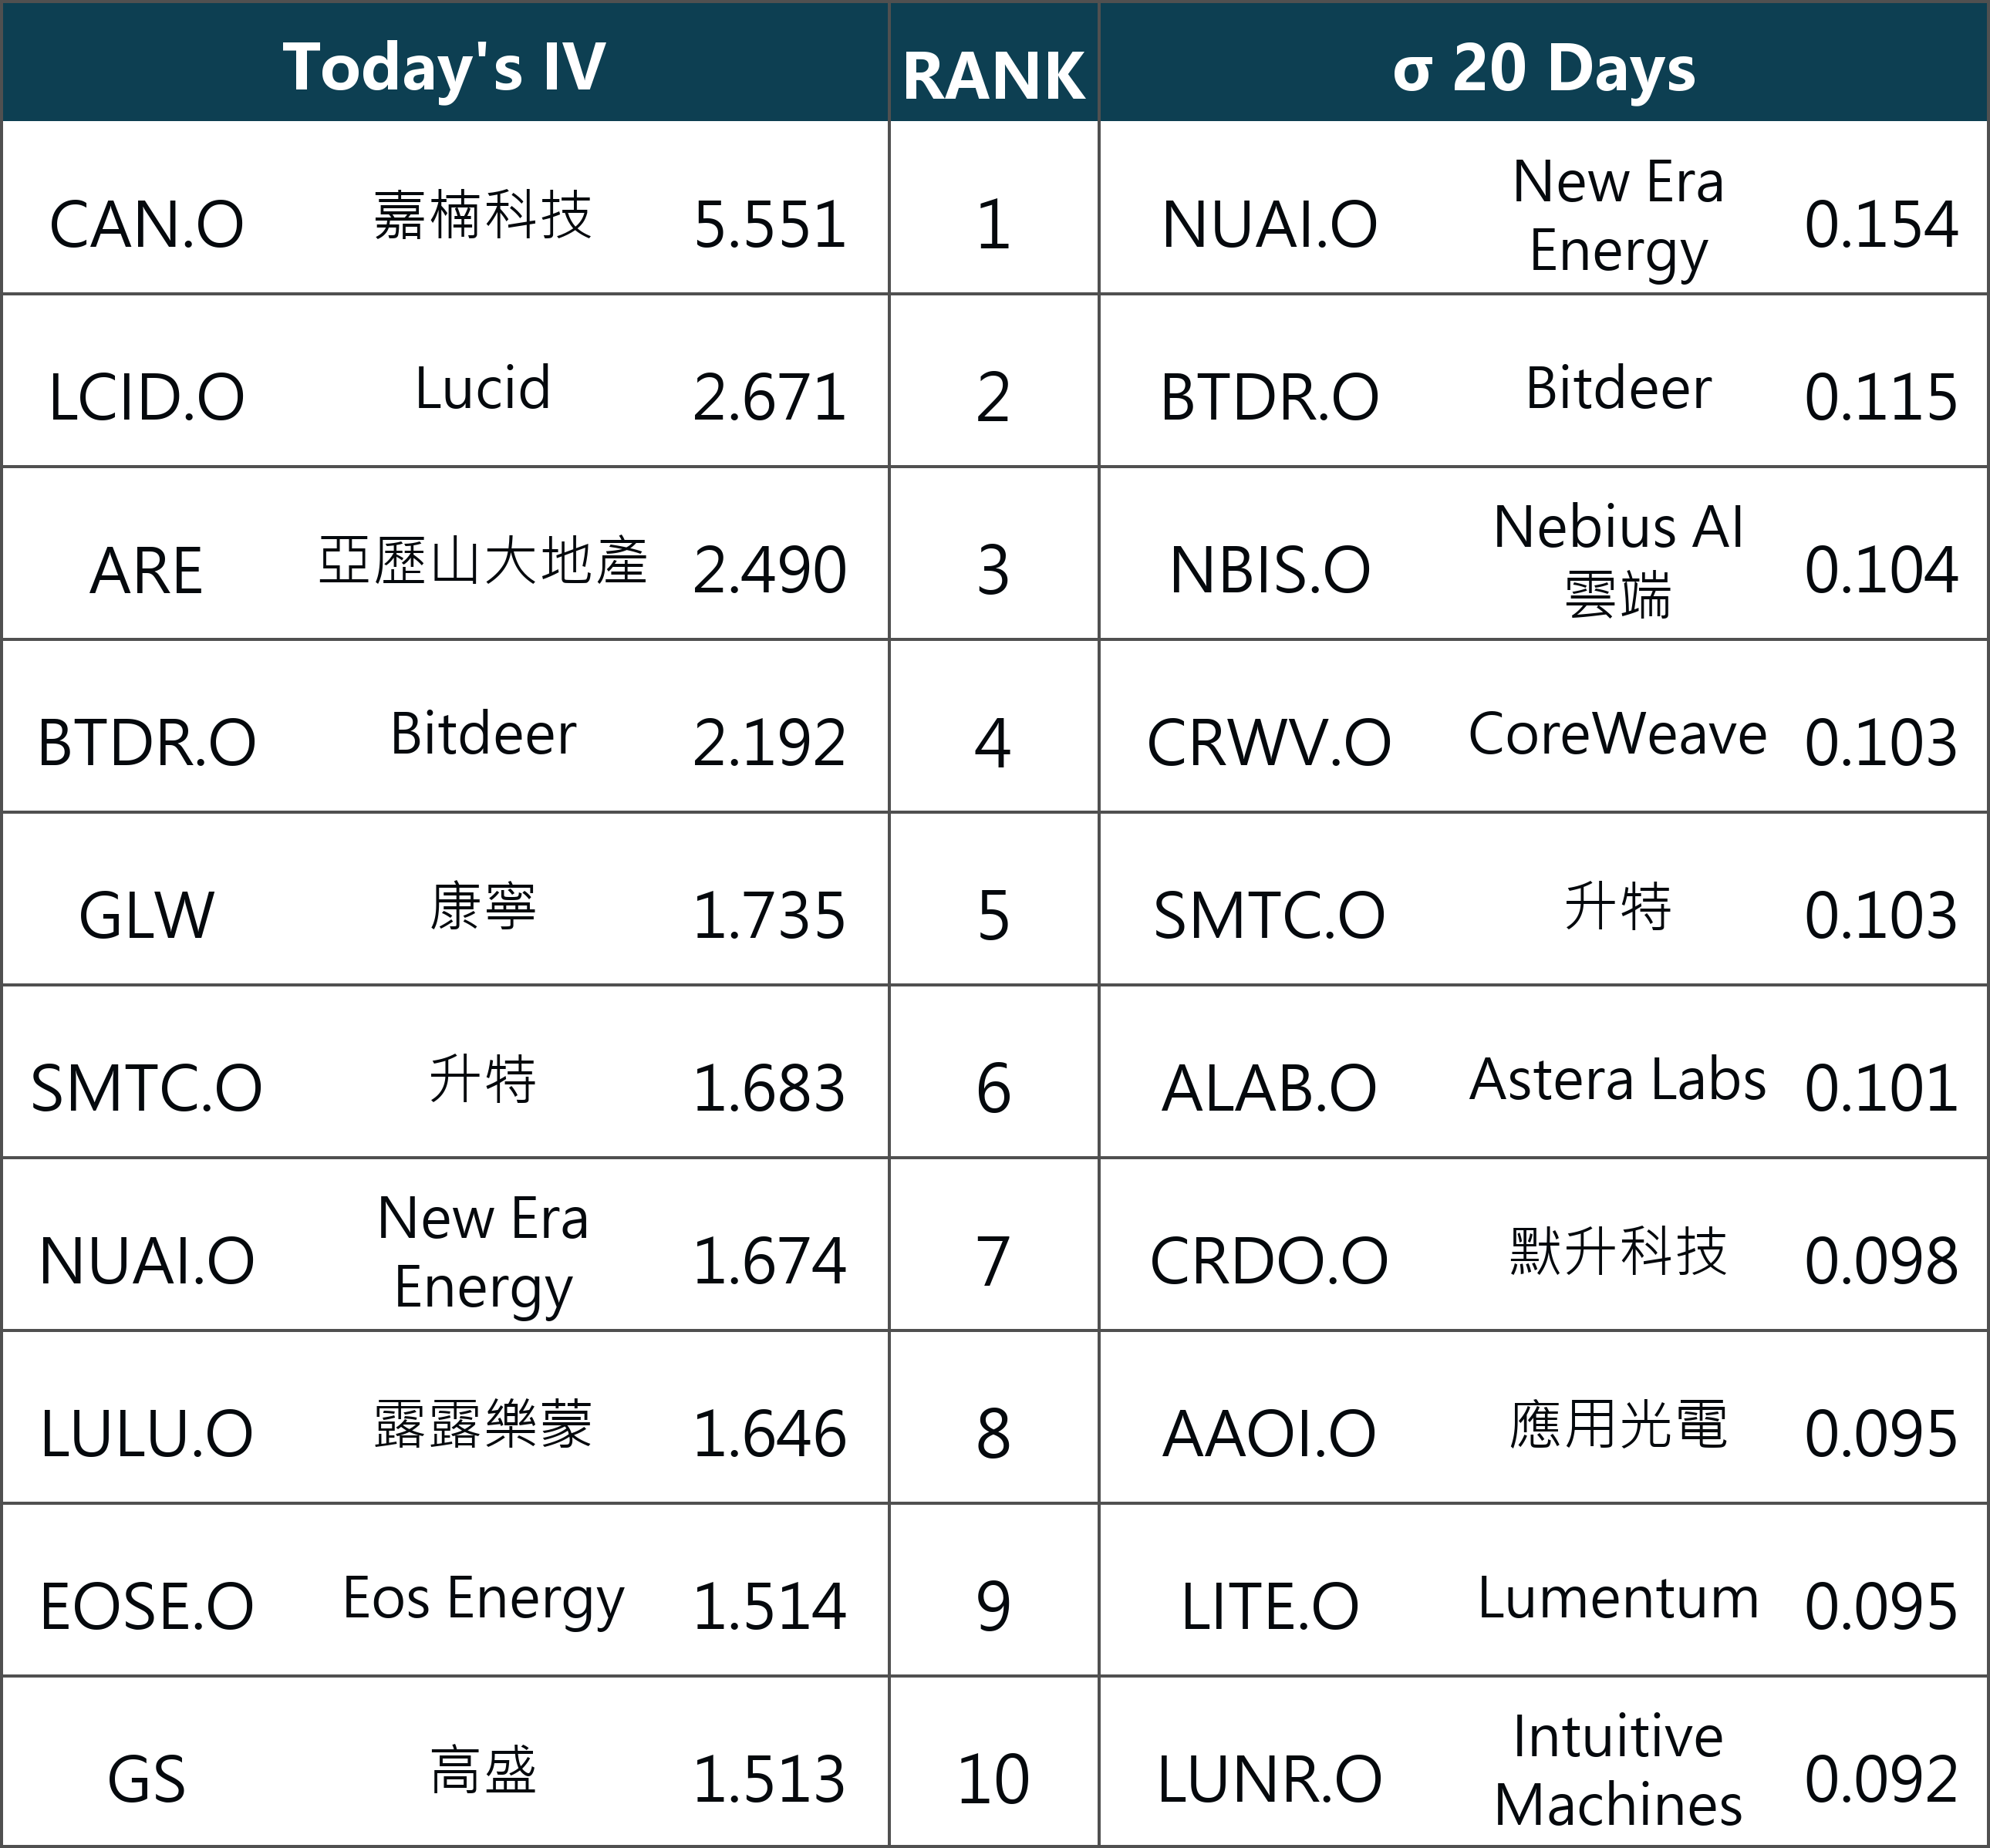 Today's IV RANK σ 20 Days
CAN.O 嘉楠科技 5.551 1 NUAI.O New Era Energy 0.154
LCID.O Lucid 2.671 2 BTDR.O Bitdeer 0.115
ARE 亞歷山大地產 2.490 3 NBIS.O Nebius AI 雲端 0.104
BTDR.O Bitdeer 2.192 4 CRWV.O CoreWeave 0.103
GLW 康寧 1.735 5 SMTC.O 升特 0.103
SMTC.O 升特 1.683 6 ALAB.O Astera Labs 0.101
NUAI.O New Era Energy 1.674 7 CRDO.O 默升科技 0.098
LULU.O 露露樂蒙 1.646 8 AAOI.O 應用光電 0.095
EOSE.O Eos Energy 1.514 9 LITE.O Lumentum 0.095
GS 高盛 1.513 10 LUNR.O Intuitive Machines 0.092